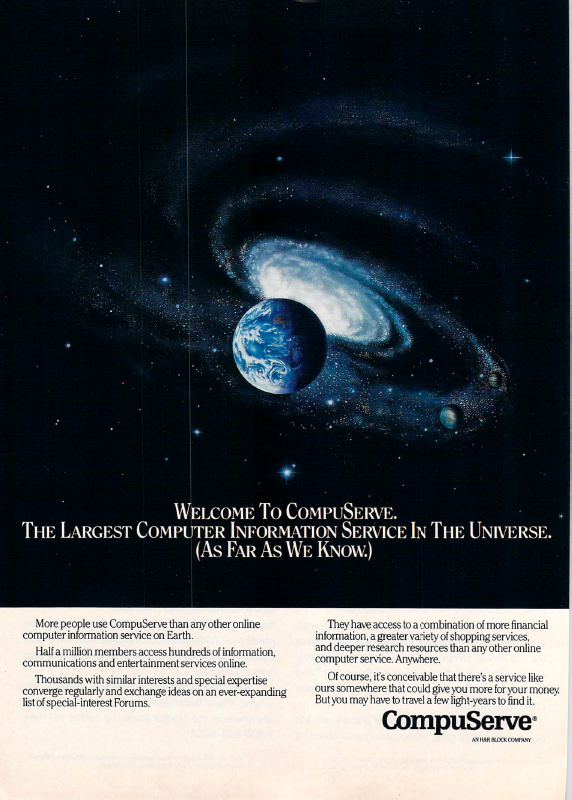 WELCOME TO COMPUSERVE.
THE LARGEST COMPUTER INFORMATION SERVICE IN THE UNIVERSE.
(AS FAR AS WE KNOW.)
More people use CompuServe than any other online
computer information service on Earth.
Half a million members access hundreds of information,
communications and entertainment services online.
Thousands with similar interests and special expertise
converge regularly and exchange ideas on an ever-expanding
list of special-interest Forums.
They have access to a combination of more financial
information, a greater variety of shopping services,
and deeper research resources than any other online
computer service. Anywhere.
Of course, it's conceivable that there's a service like
ours somewhere that could give you more for your money.
But you may have to travel a few light-years to find it.
CompuServe®
AN H&R BLOCK COMPANY